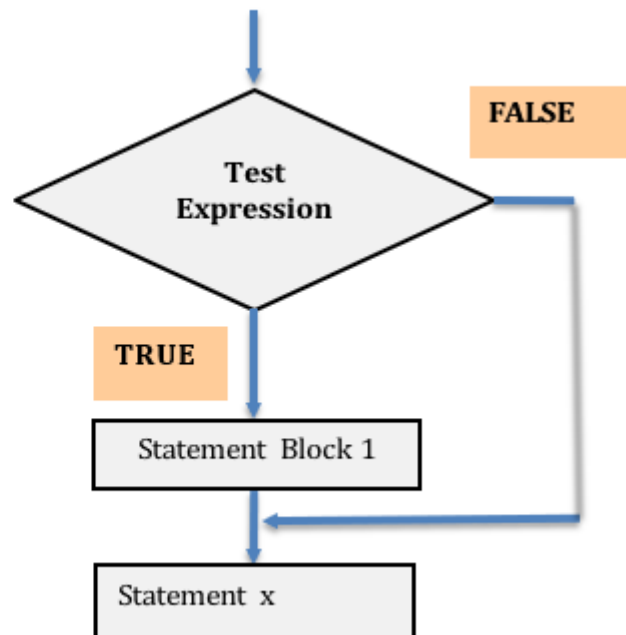 FALSE
Test
Expression
TRUE
Statement Block 1
Statement x